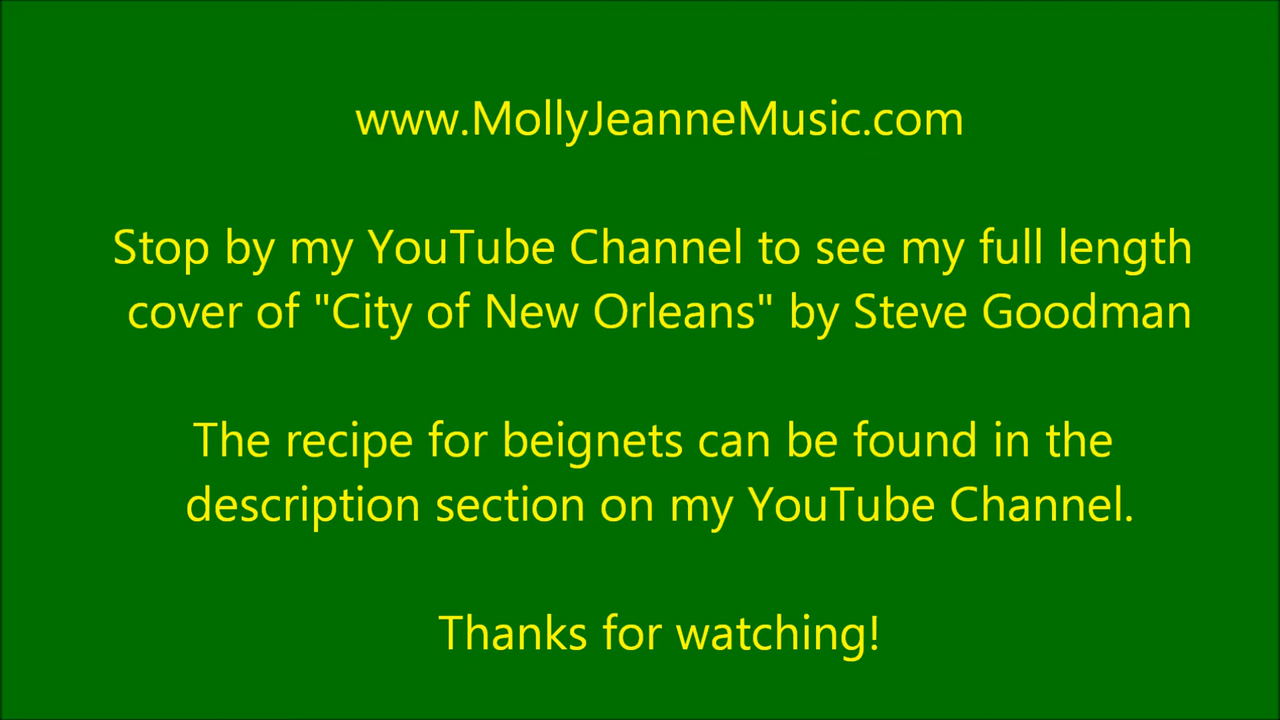 www.MollyJeanneMusic.com
Stop by my YouTube Channel to see my full length
cover of "City of New Orleans" by Steve Goodman
The recipe for beignets can be found in the
description section on my YouTube Channel.
Thanks for watching!